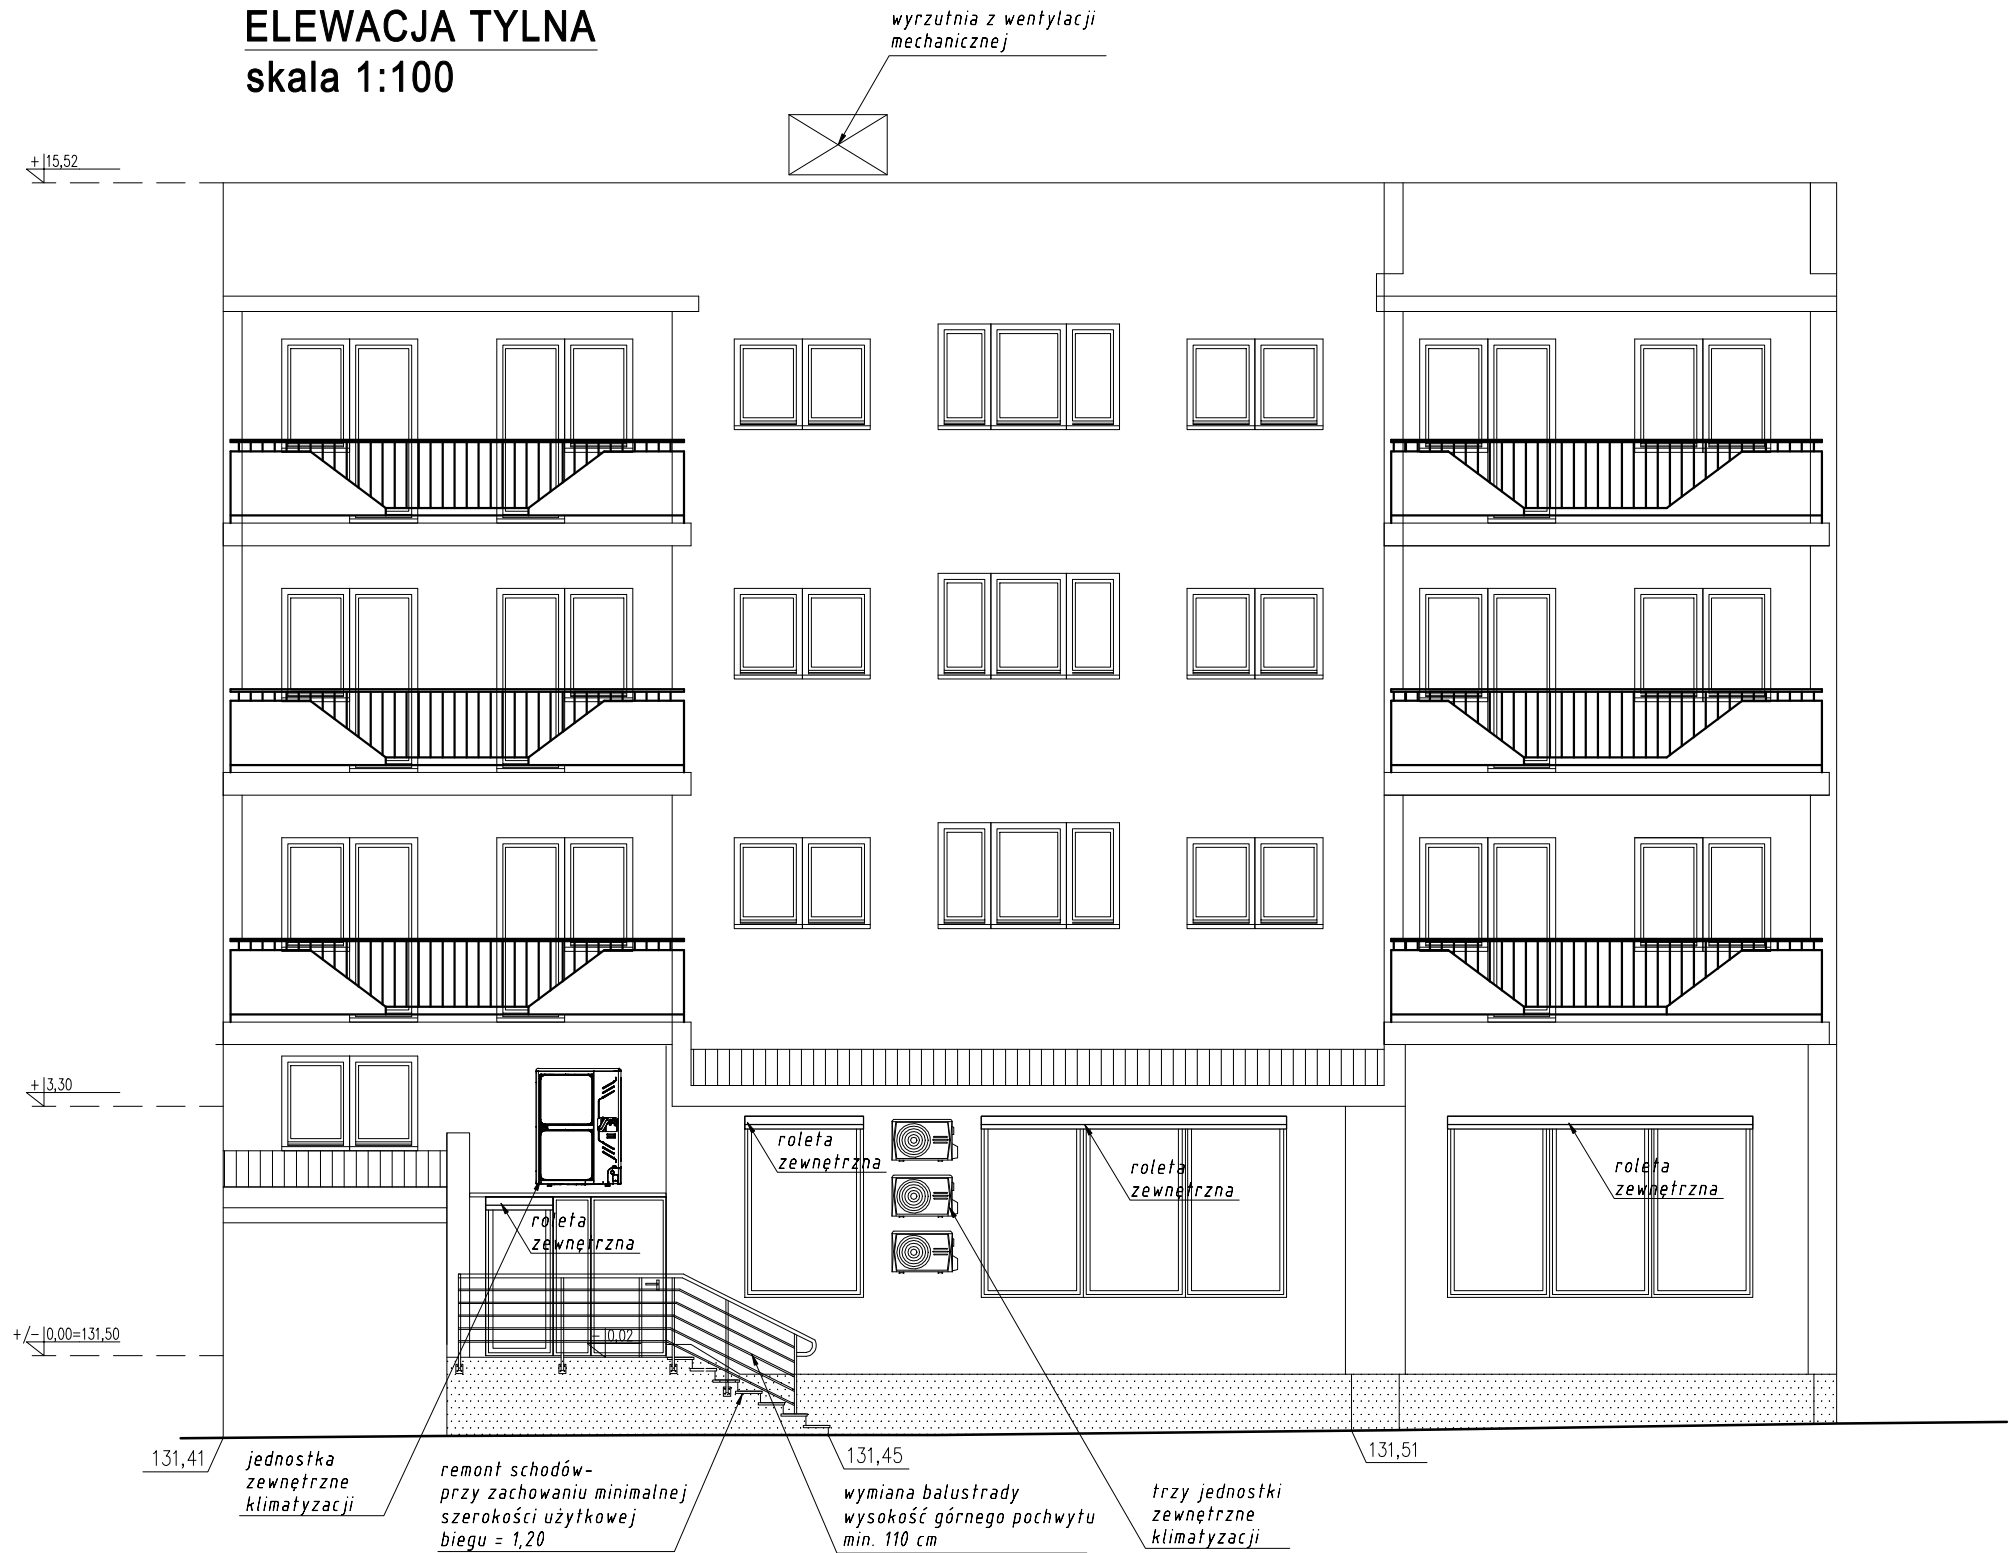 ELEWACJA TYLNA
skala 1:100
wyrzutnia z wentylacji
mechanicznej
+15,52
+3,30
roleta
zewnętrzna
roleta
zewnętrzna
roleta
zewnętrzna
roleta
zewnętrzna
+/-0,00=131,50
-0,02
131,41
131,45
131,51
jednostka
zewnętrzne
klimatyzacji
remont schodów-
przy zachowaniu minimalnej
szerokości użytkowej
biegu = 1,20
wymiana balustrady
wysokość górnego pochwytu
min. 110 cm
trzy jednostki
zewnętrzne
klimatyzacji